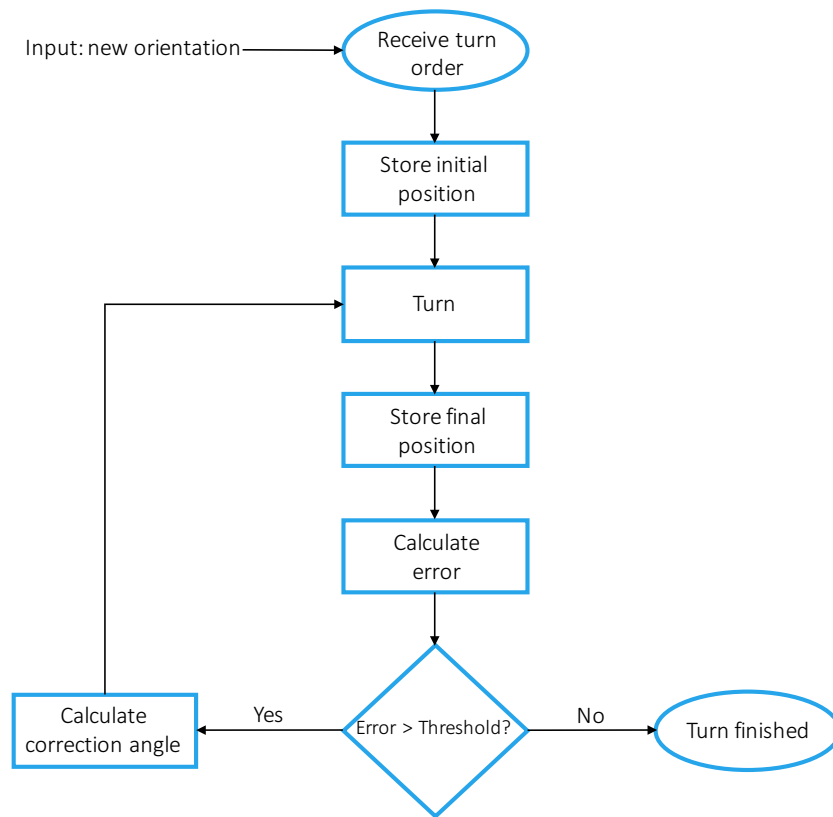 Input: new orientation
Receive turn
order
Store initial
position
Turn
Store final
position
Calculate
error
Error > Threshold?
Yes
No
Calculate
correction angle
Turn finished